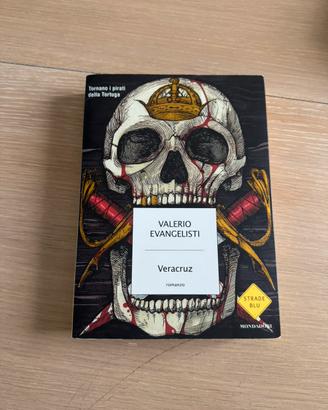 Tornano i pirati
della Tortuga
VALERIO
EVANGELISTI
Veracruz
romanzo
STRADE
BLU
MONDADORI